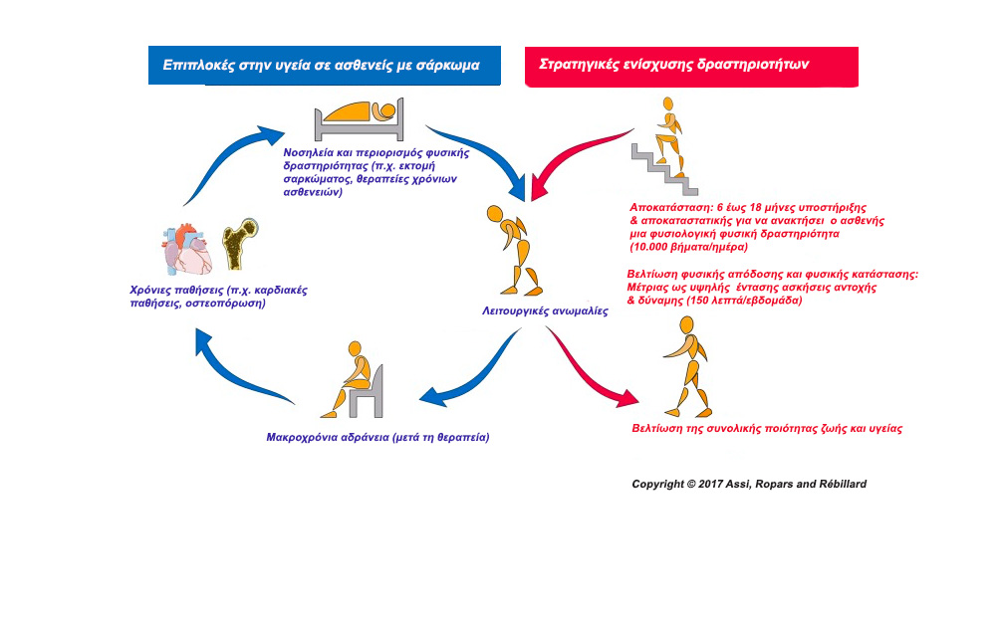 Επιπλοκές στην υγεία σε ασθενείς με σάρκωμα
Στρατηγικές ενίσχυσης δραστηριοτήτων
Νοσηλεία και περιορισμός φυσικής
δραστηριότητας (π.χ. εκτομή
σαρκώματος, θεραπείες χρόνιων
ασθενειών)
Αποκατάσταση: 6 έως 18 μήνες υποστήριξης
& αποκαταστατικής για να ανακτήσει ο ασθενής
μια φυσιολογική φυσική δραστηριότητα
(10.000 βήματα/ημέρα)
Βελτίωση φυσικής απόδοσης και φυσικής κατάστασης:
Μέτριας ως υψηλής έντασης ασκήσεις αντοχής
& δύναμης (150 λεπτά/εβδομάδα)
Χρόνιες παθήσεις (π.χ. καρδιακές
παθήσεις, οστεοπόρωση)
Λειτουργικές ανωμαλίες
Μακροχρόνια αδράνεια (μετά τη θεραπεία)
Βελτίωση της συνολικής ποιότητας ζωής και υγείας
Copyright © 2017 Assi, Ropars and Rébillard